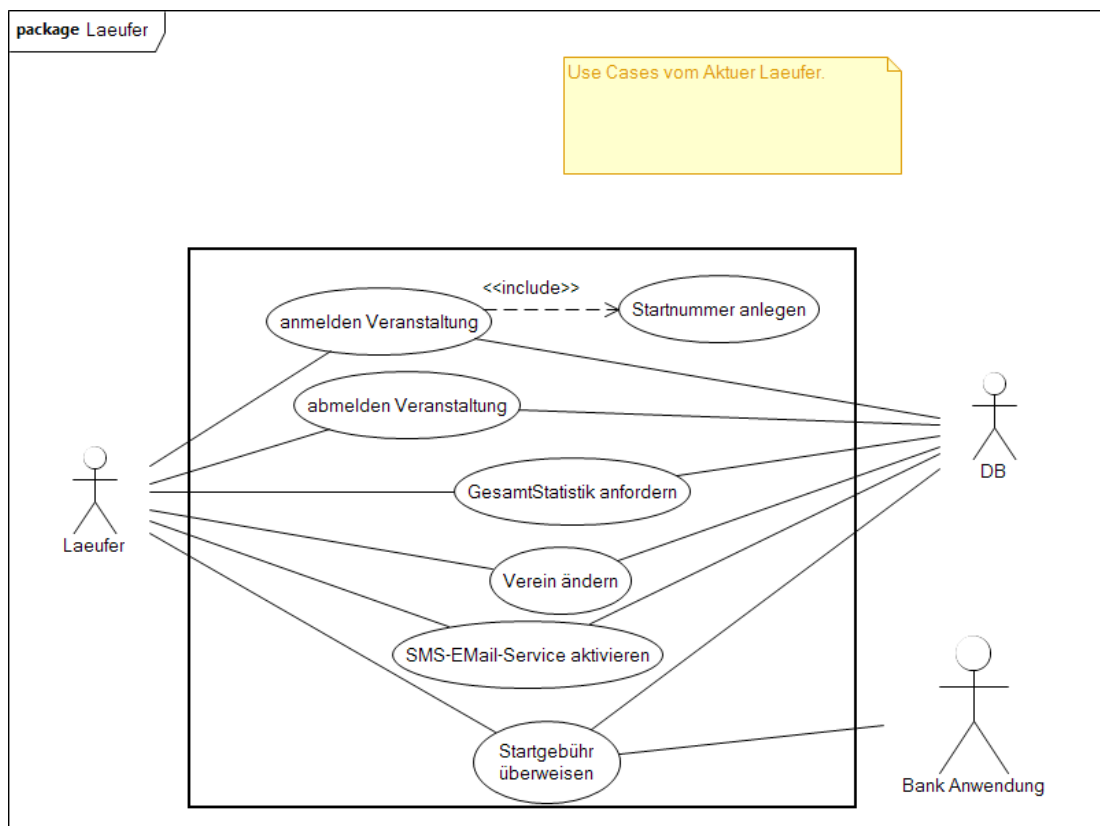 package Laeufer
Use Cases vom Aktuer Laeufer.
<<include>>
anmelden Veranstaltung
Startnummer anlegen
abmelden Veranstaltung
DB
GesamtStatistik anfordern
Laeufer
Verein ändern
SMS-EMail-Service aktivieren
Startgebühr
überweisen
Bank Anwendung